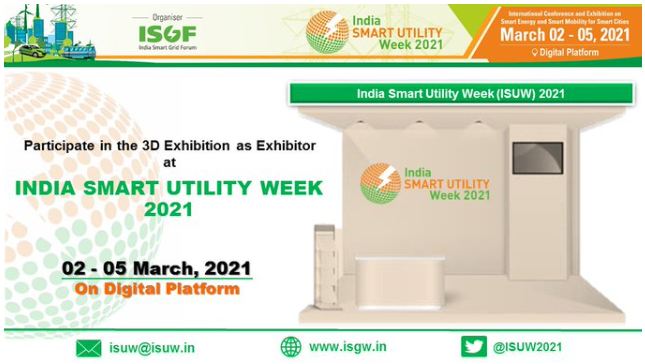 Organiser
ISGF
India Smart Grid Forum
India
SMART UTILITY
Week 2021
International Conference and Exhibition on
Smart Energy and Smart Mobility for Smart Cities
March 02 - 05, 2021
Digital Platform
India Smart Utility Week (ISUW) 2021
Participate in the 3D Exhibition as Exhibitor
at
INDIA SMART UTILITY WEEK
2021
02 - 05 March, 2021
On Digital Platform
India
SMART UTILITY
Week 2021
isuw@isuw.in
www.isgw.in
@ISUW2021